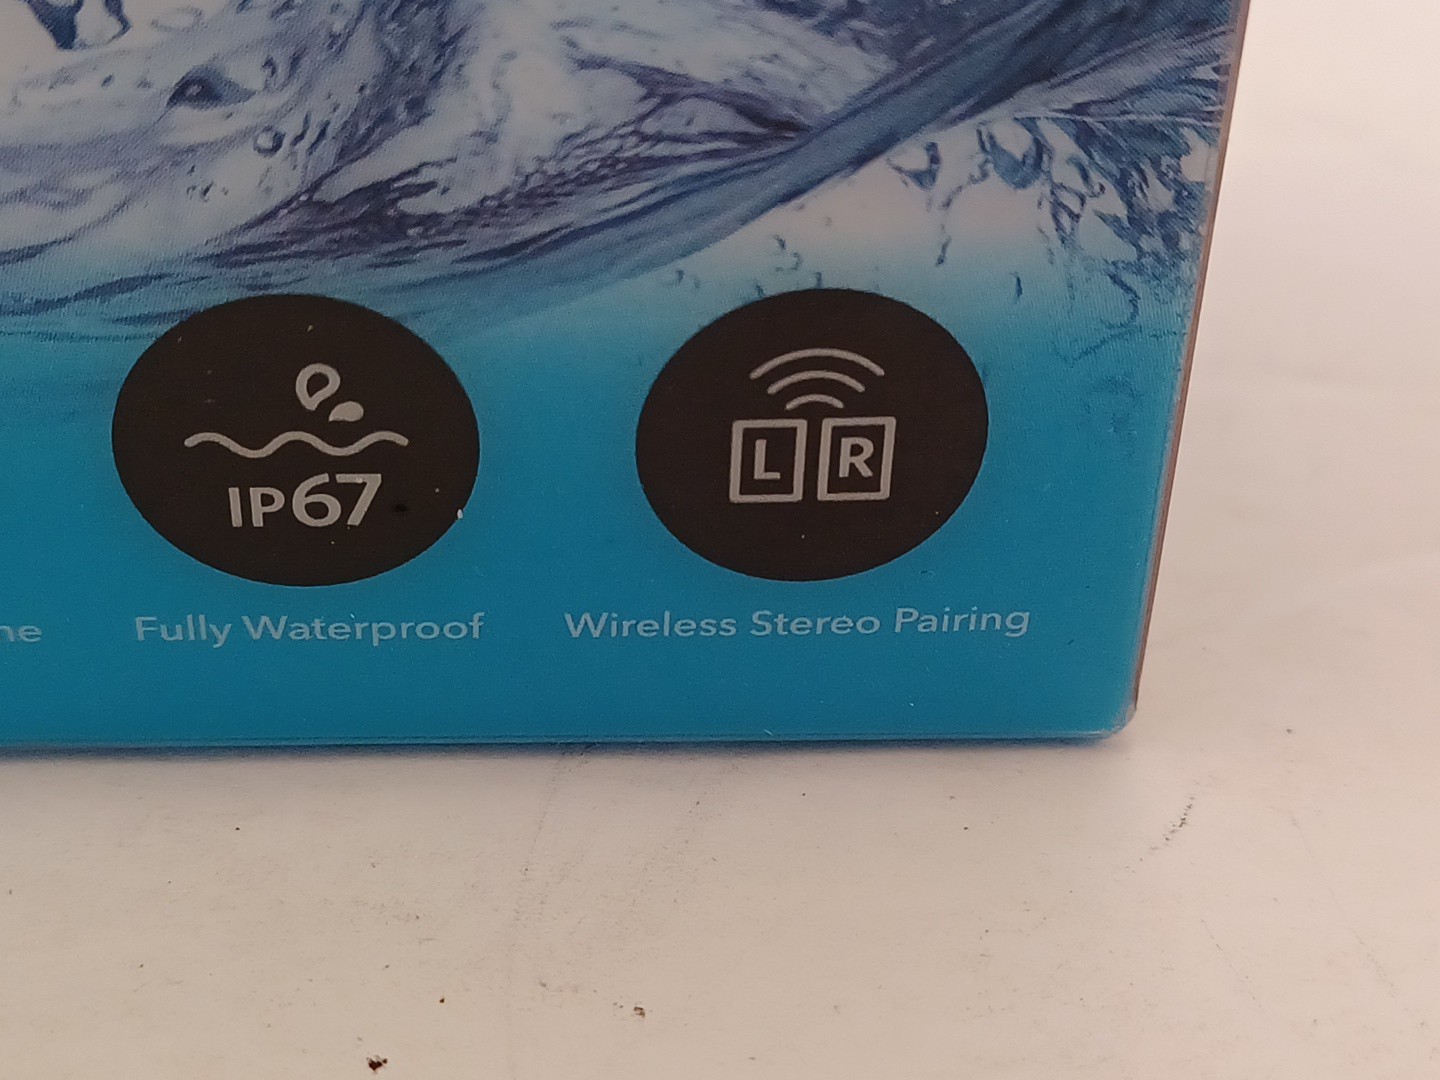 IP67
L R
Fully Waterproof
Wireless Stereo Pairing